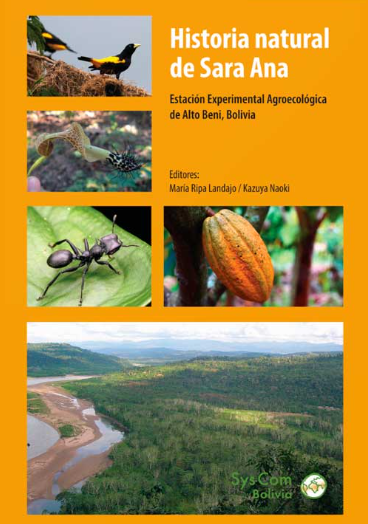 Historia natural
de Sara Ana
Estación Experimental Agroecológica
de Alto Beni, Bolivia
Editores:
María Ripa Landajo / Kazuya Naoki
SysCom
Bolivia